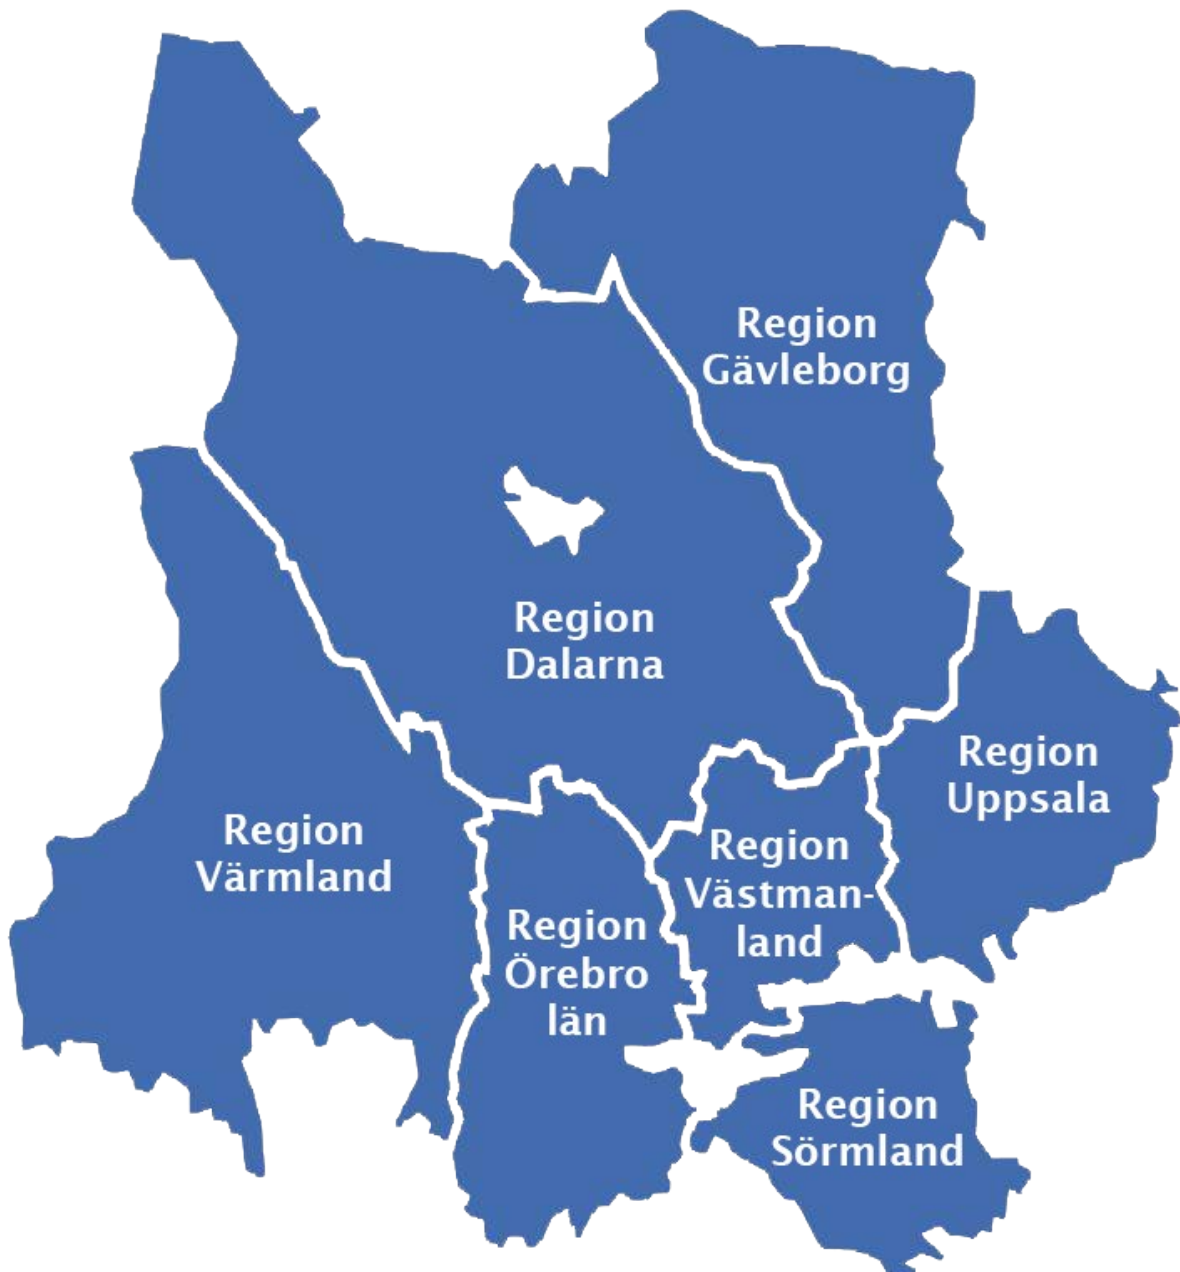 Region
Gävleborg
Region
Dalarna
Region
Uppsala
Region
Värmland
Region
Västman-
land
Region
Örebro
län
Region
Sörmland